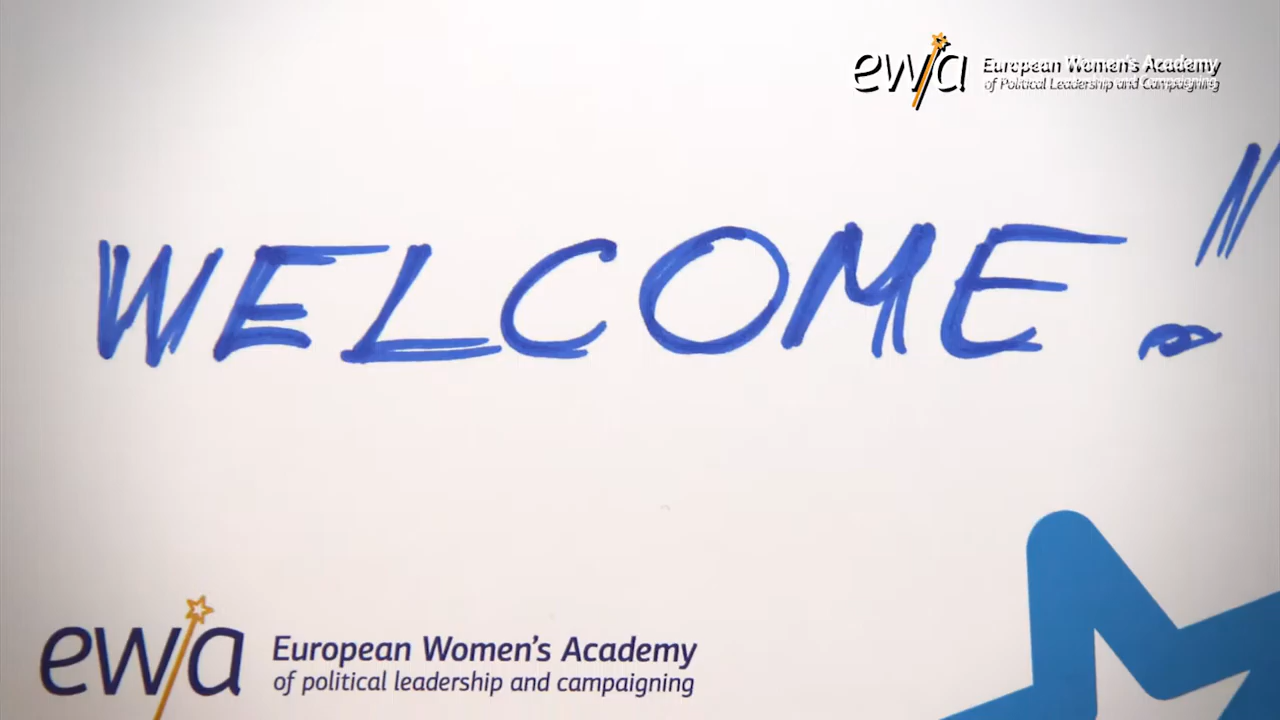 ewa European Women's Academy
of Political Leadership and Campaigning
WELCOME!
ewa European Women's Academy
of political leadership and campaigning